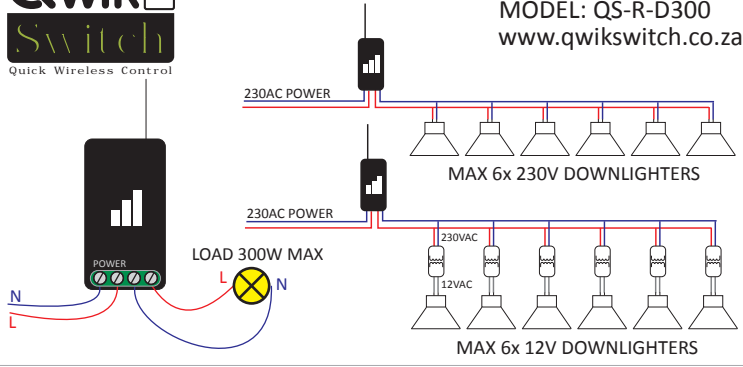 QWIK
Switch
Quick Wireless Control
MODEL: QS-R-D300
www.qwikswitch.co.za
230AC POWER
MAX 6x 230V DOWNLIGHTERS
230AC POWER
230VAC
12VAC
MAX 6x 12V DOWNLIGHTERS
POWER
LOAD 300W MAX
L
N
N
L